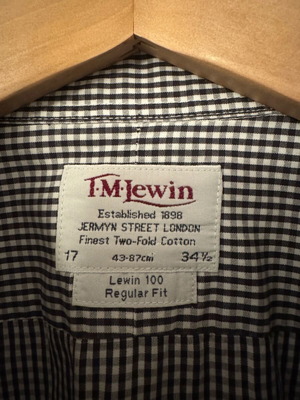 T·M·Lewin
Established 1898
JERMYN STREET LONDON
Finest Two-Fold Cotton
17 43-87cm 34½
Lewin 100
Regular Fit